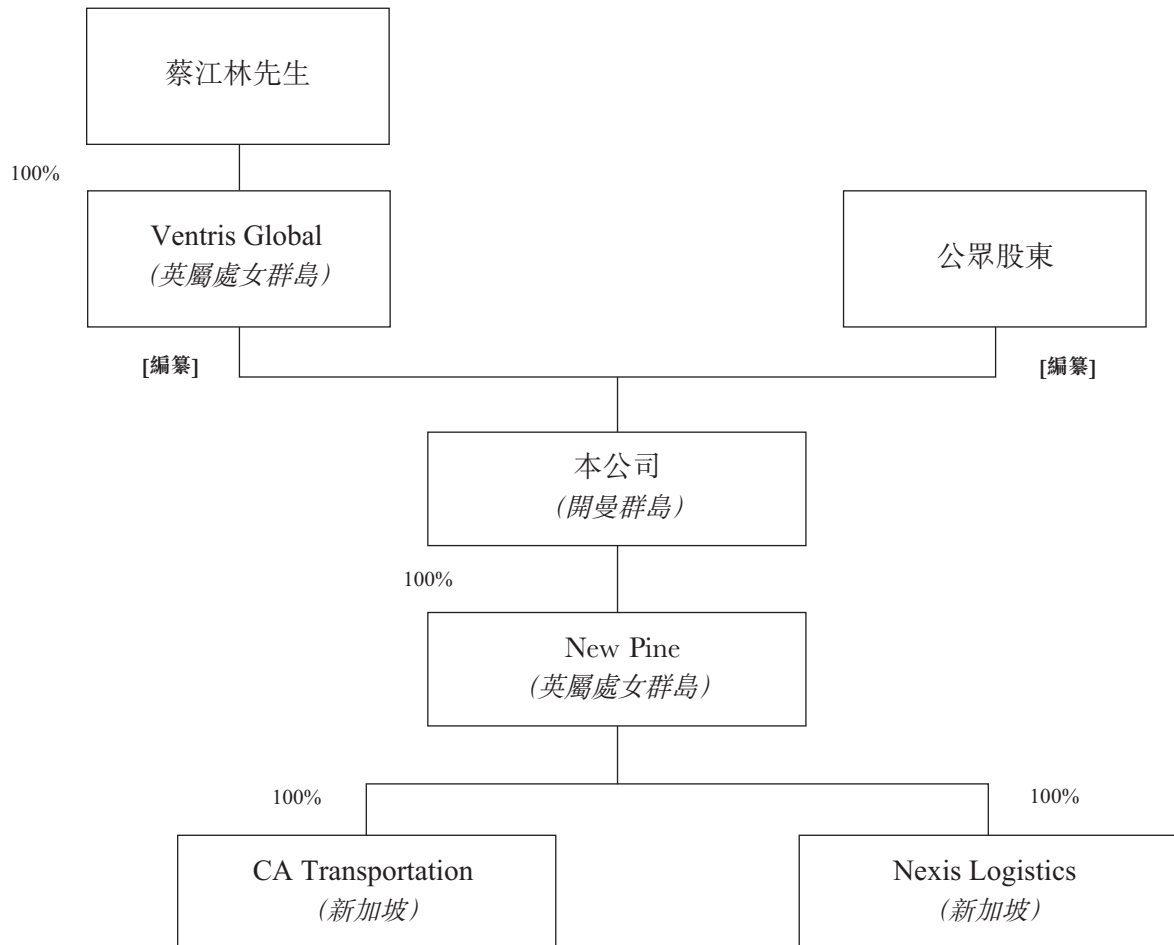 蔡江林先生
100%
Ventris Global
(英屬處女群島)
公眾股東
[編纂]
[編纂]
本公司
(開曼群島)
100%
New Pine
(英屬處女群島)
100%
100%
CA Transportation
(新加坡)
Nexis Logistics
(新加坡)